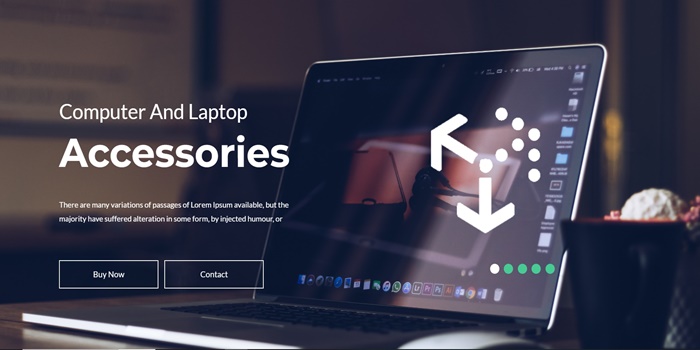 Computer And Laptop
Accessories
There are many variations of passages of Lorem Ipsum available, but the
majority have suffered alteration in some form, by injected humour, or
Buy Now
Contact